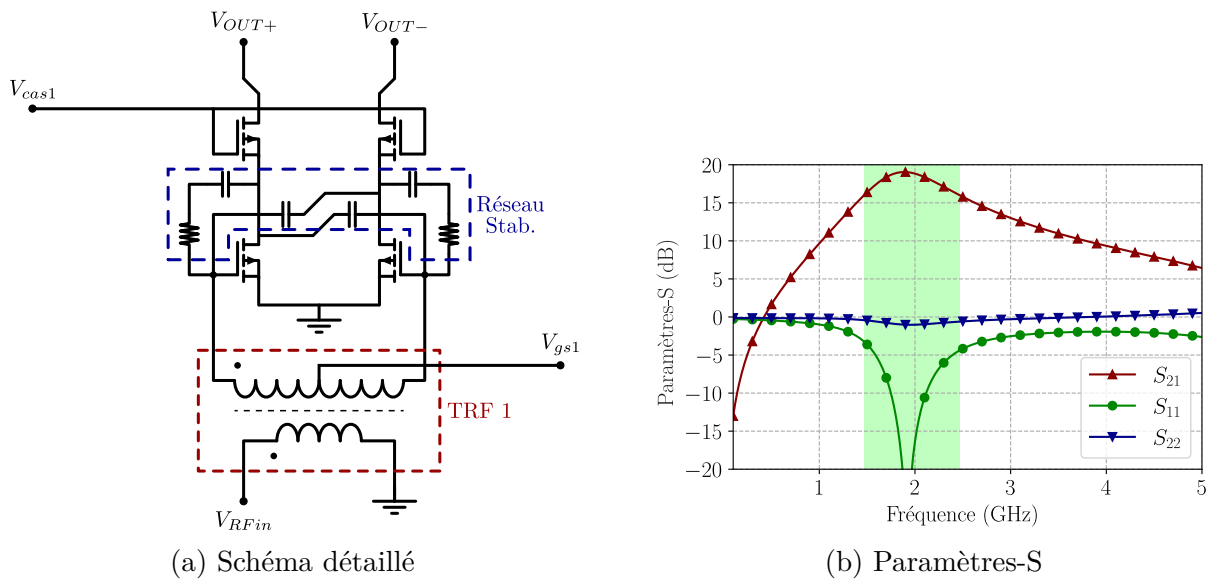 V_{OUT+} V_{OUT−}
V_{cas1}
Réseau
Stab.
V_{gs1}
TRF 1
V_{RFin}
(a) Schéma détaillé
Paramètres-S (dB)
20
15
10
5
0
−5
−10
−15
−20
S_{21}
S_{11}
S_{22}
1 2 3 4 5
Fréquence (GHz)
(b) Paramètres-S